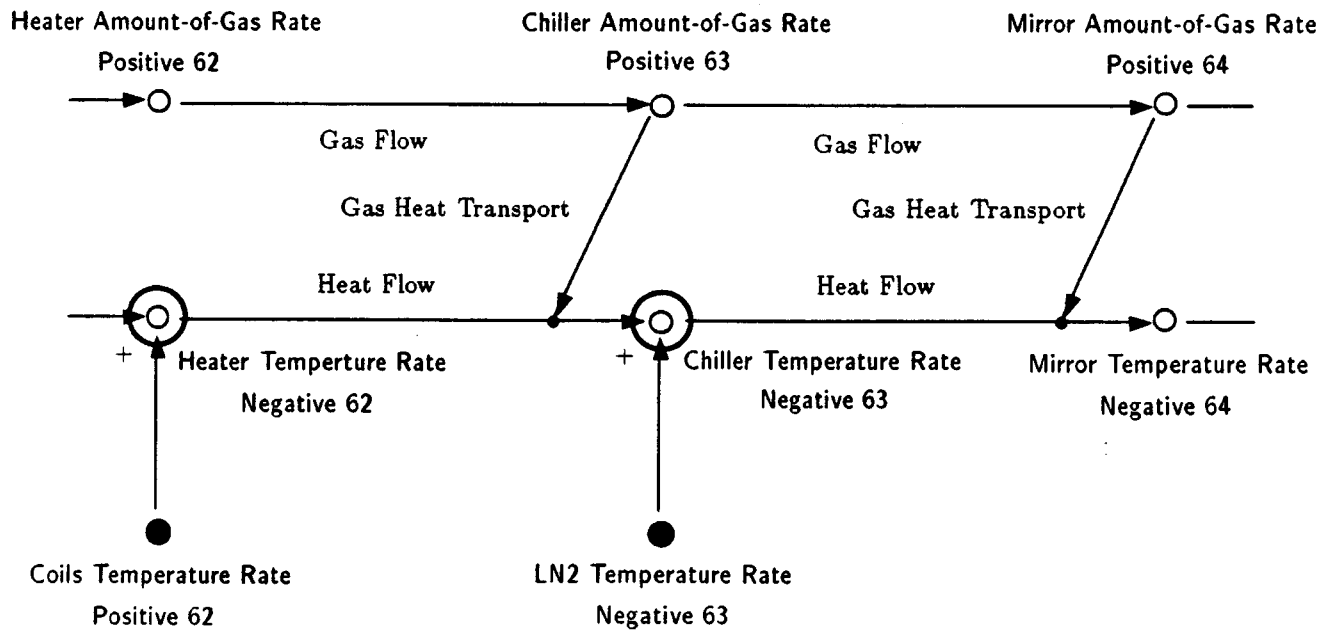 Heater Amount-of-Gas Rate
Positive 62
Chiller Amount-of-Gas Rate
Positive 63
Mirror Amount-of-Gas Rate
Positive 64
Gas Flow
Gas Flow
Gas Heat Transport
Gas Heat Transport
Heat Flow
Heat Flow
+
Heater Temperture Rate
Negative 62
+
Chiller Temperature Rate
Negative 63
Mirror Temperature Rate
Negative 64
Coils Temperature Rate
Positive 62
LN2 Temperature Rate
Negative 63